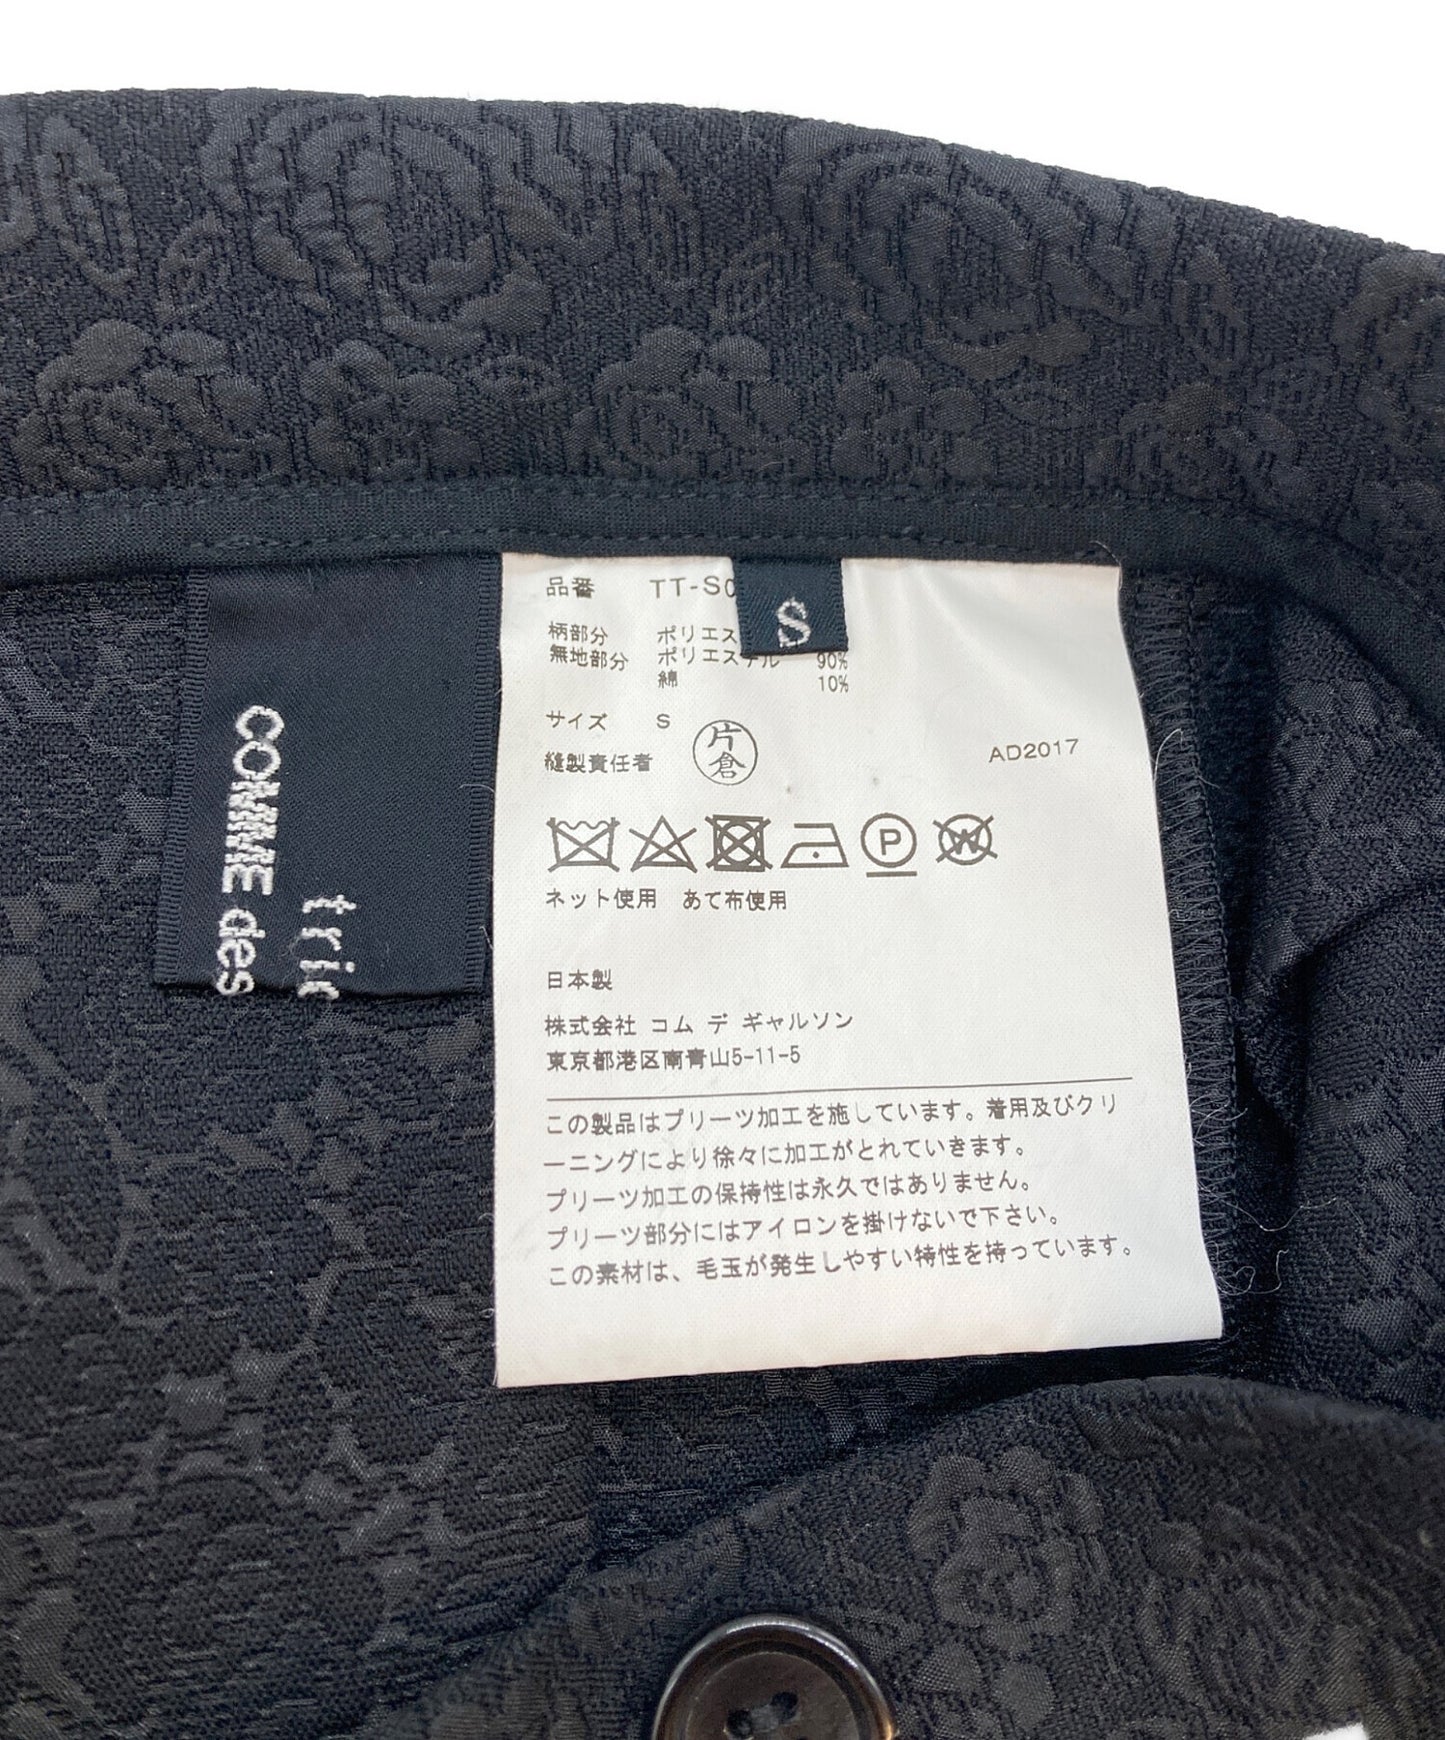 COMME des
tric
S
品番 TT-S0
柄部分 ポリエス
無地部分 ポリエステル 90%
綿 10%
サイズ S
縫製責任者 片倉
AD2017
P
W
ネット使用 あて布使用
日本製
株式会社 コム デ ギャルソン
東京都港区南青山5-11-5
この製品はプリーツ加工を施しています。着用及びクリ
ーニングにより徐々に加工がとれていきます。
プリーツ加工の保持性は永久ではありません。
プリーツ部分にはアイロンを掛けないで下さい。
この素材は、毛玉が発生しやすい特性を持っています。